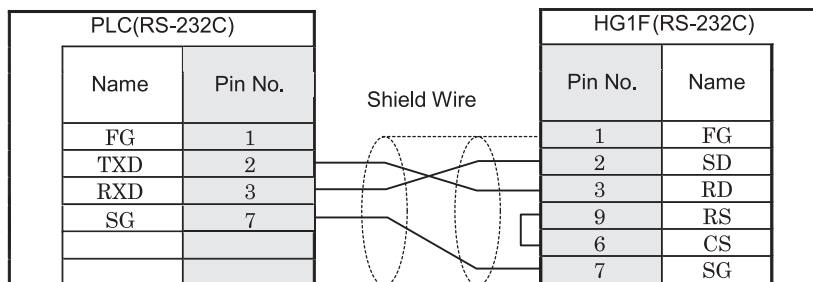 PLC(RS-232C)
HG1F(RS-232C)
Name Pin No.
Shield Wire
Pin No. Name
FG 1
1 FG
TXD 2
2 SD
RXD 3
3 RD
SG 7
9 RS
6 CS
7 SG